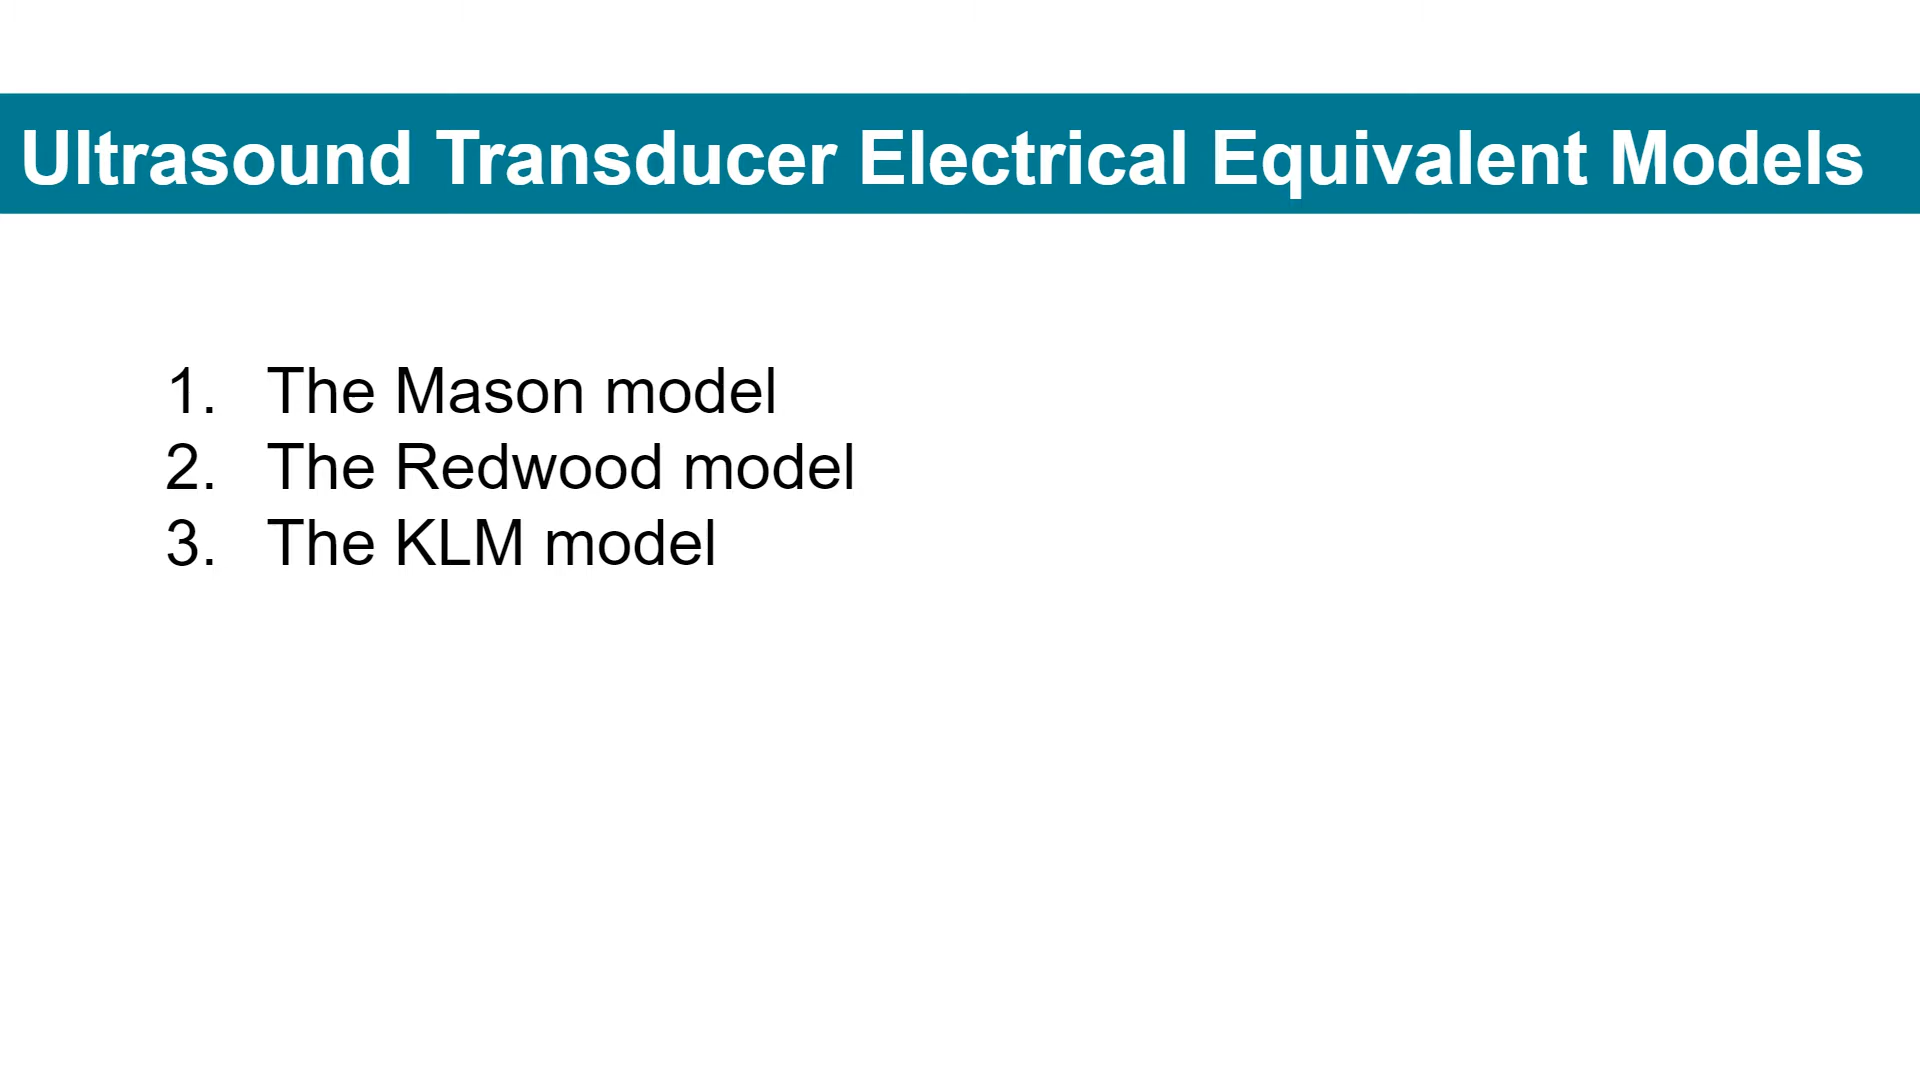 Ultrasound Transducer Electrical Equivalent Models
1. The Mason model
2. The Redwood model
3. The KLM model